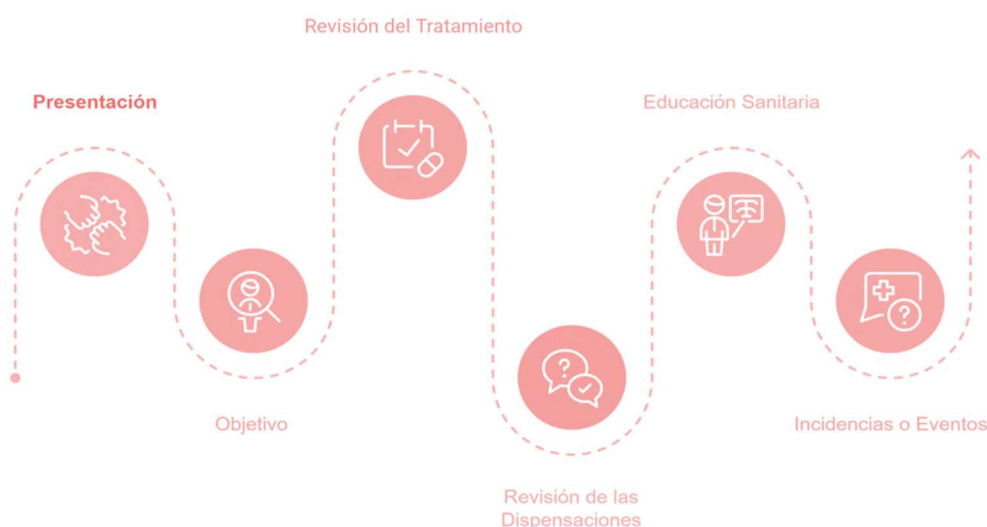 Presentación
Objetivo
Revisión del Tratamiento
Revisión de las
Dispensaciones
Educación Sanitaria
Incidencias o Eventos